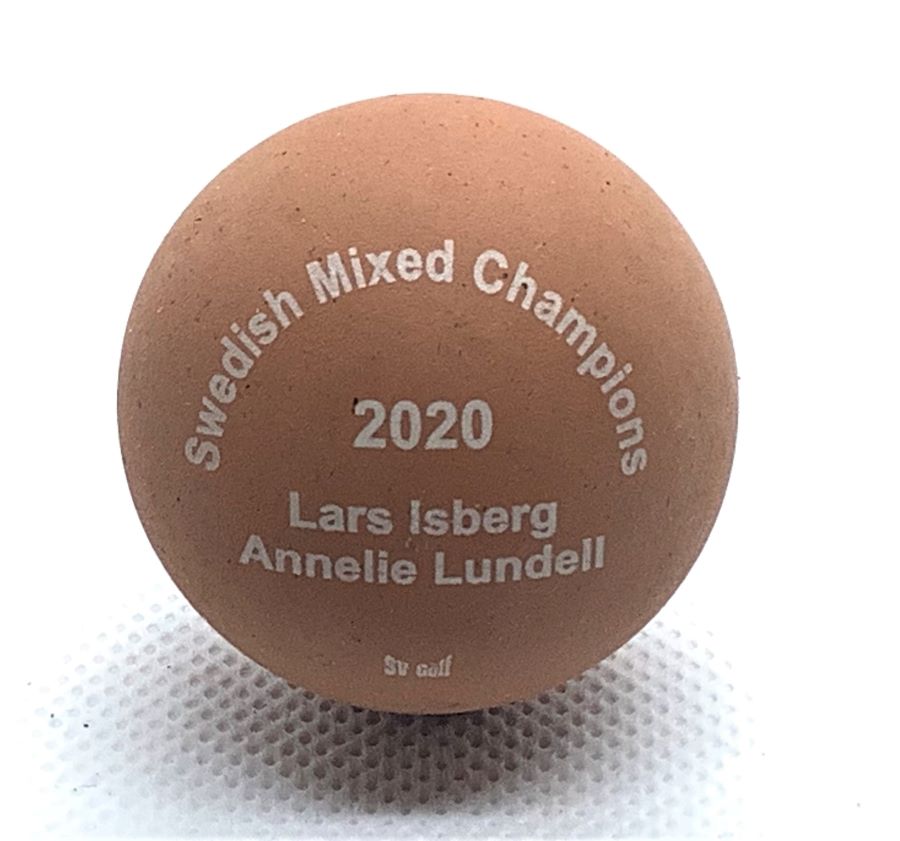 Swedish Mixed Champions
2020
Lars Isberg
Annelie Lundell
SV golf